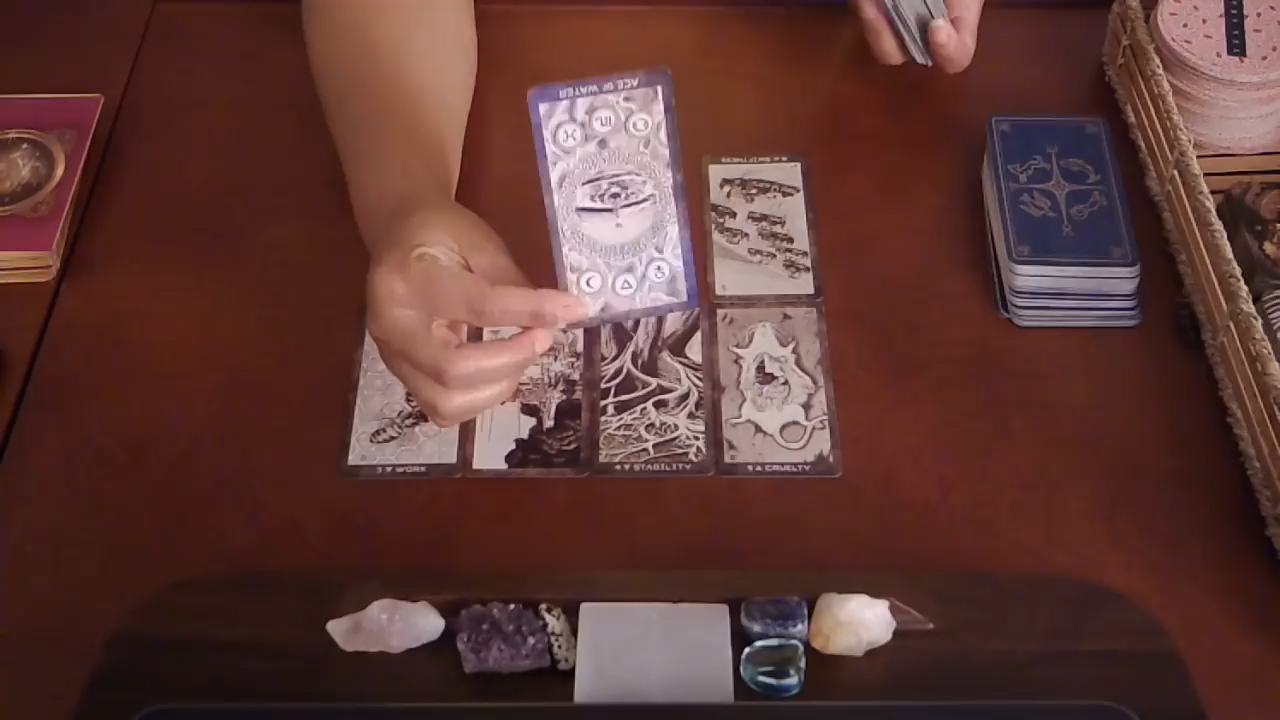 ACE OF WATER
8 ▲ SWIFTNESS
3 ▼ WORK
4 ▼ STABILITY
5 ▲ CRUELTY